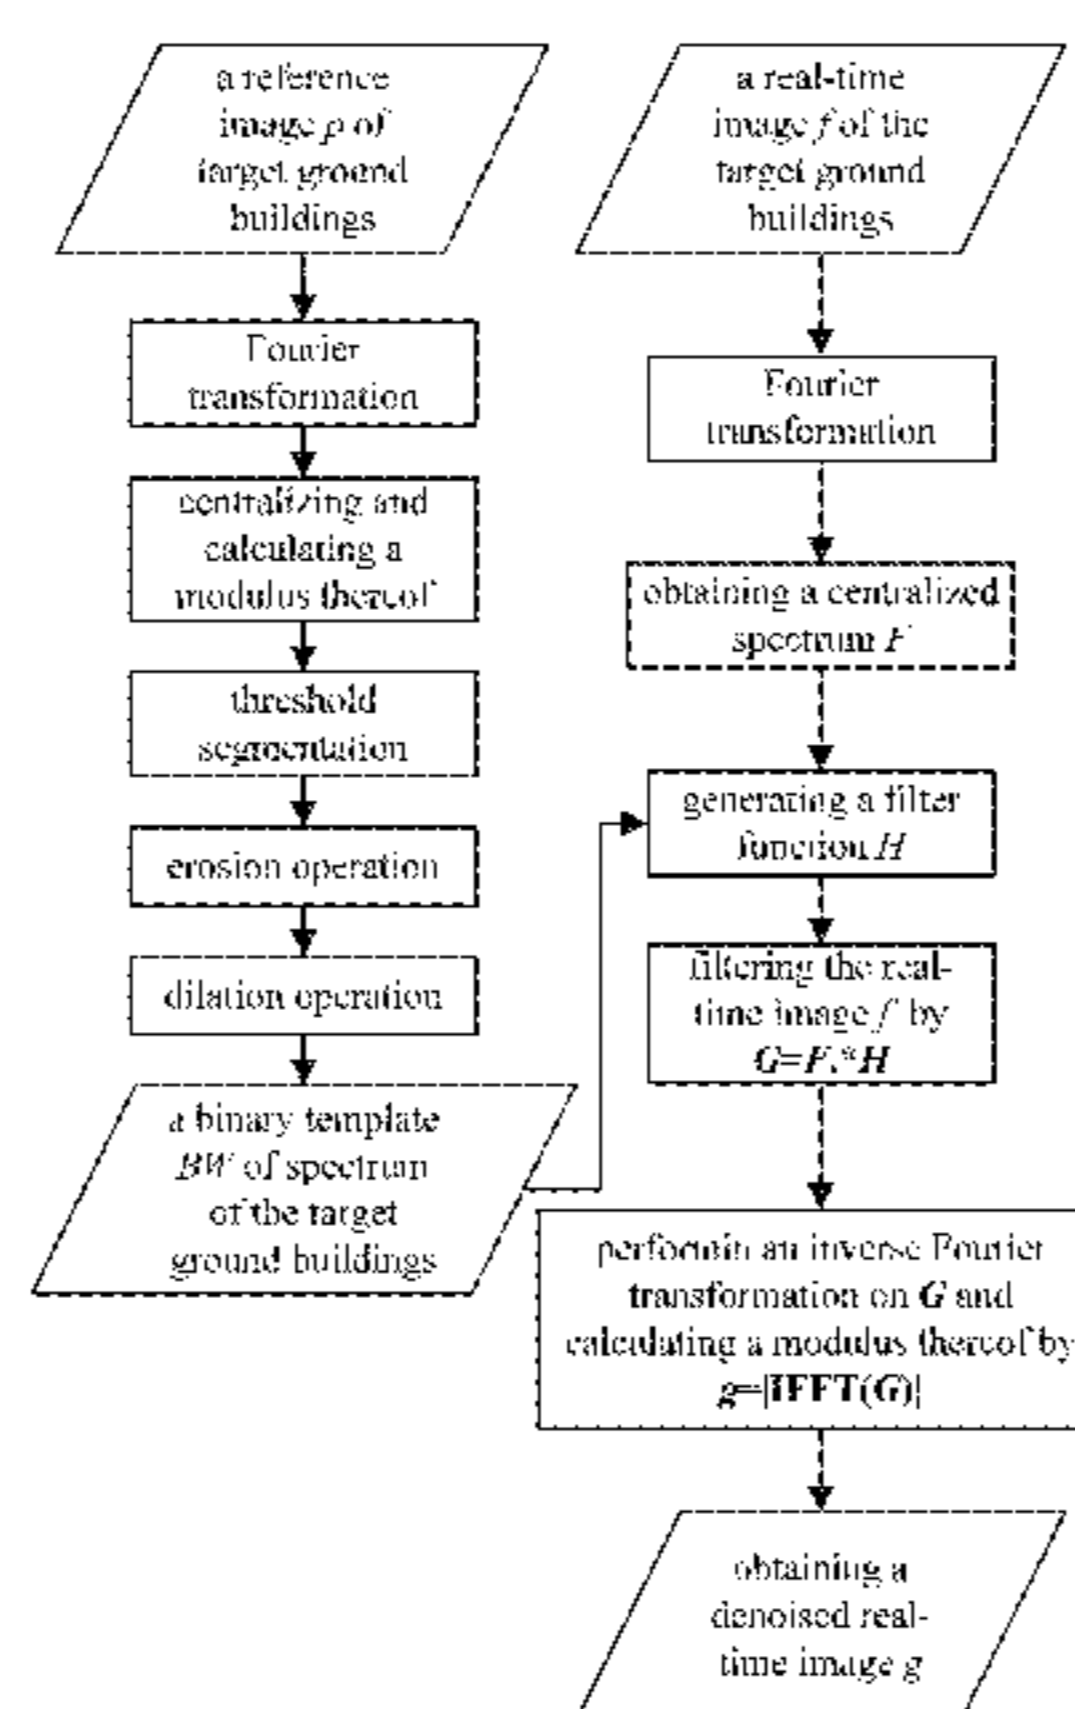 a reference
image p of
target ground
buildings
Fourier
transformation
centralizing and
calculating a
modulus thereof
threshold
segmentation
erosion operation
dilation operation
a binary template
BW of spectrum
of the target
ground buildings
a real-time
image f of the
target ground
buildings
Fourier
transformation
obtaining a centralized
spectrum F
generating a filter
function H
filtering the real-
time image f by
G=F.*H
performin an inverse Fourier
transformation on G and
calculating a modulus thereof by
g=|IFFT(G)|
obtaining a
denoised real-
time image g